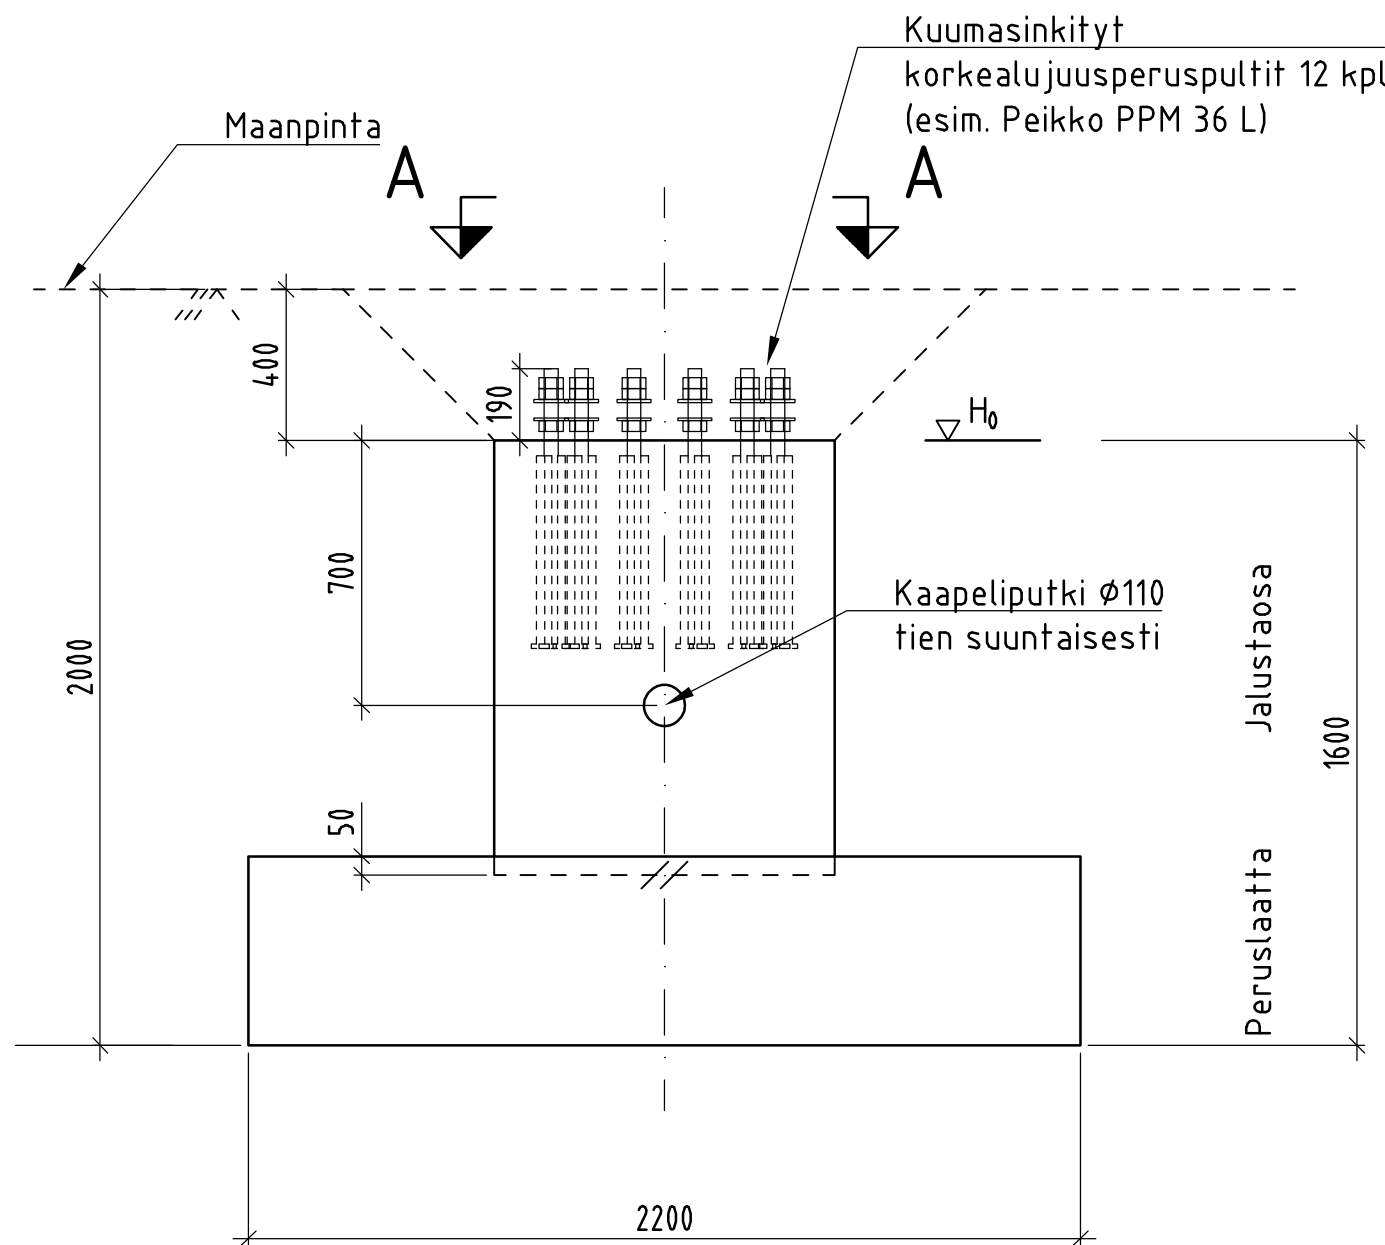 Kuumasinkityt
korkealujuusperuspultit 12 kpl
(esim. Peikko PPM 36 L)
Maanpinta
A
A
400
190
H₀
700
Kaapeliputki Ø110
tien suuntaisesti
Jalustaosa
2000
1600
50
Peruslaatta
2200